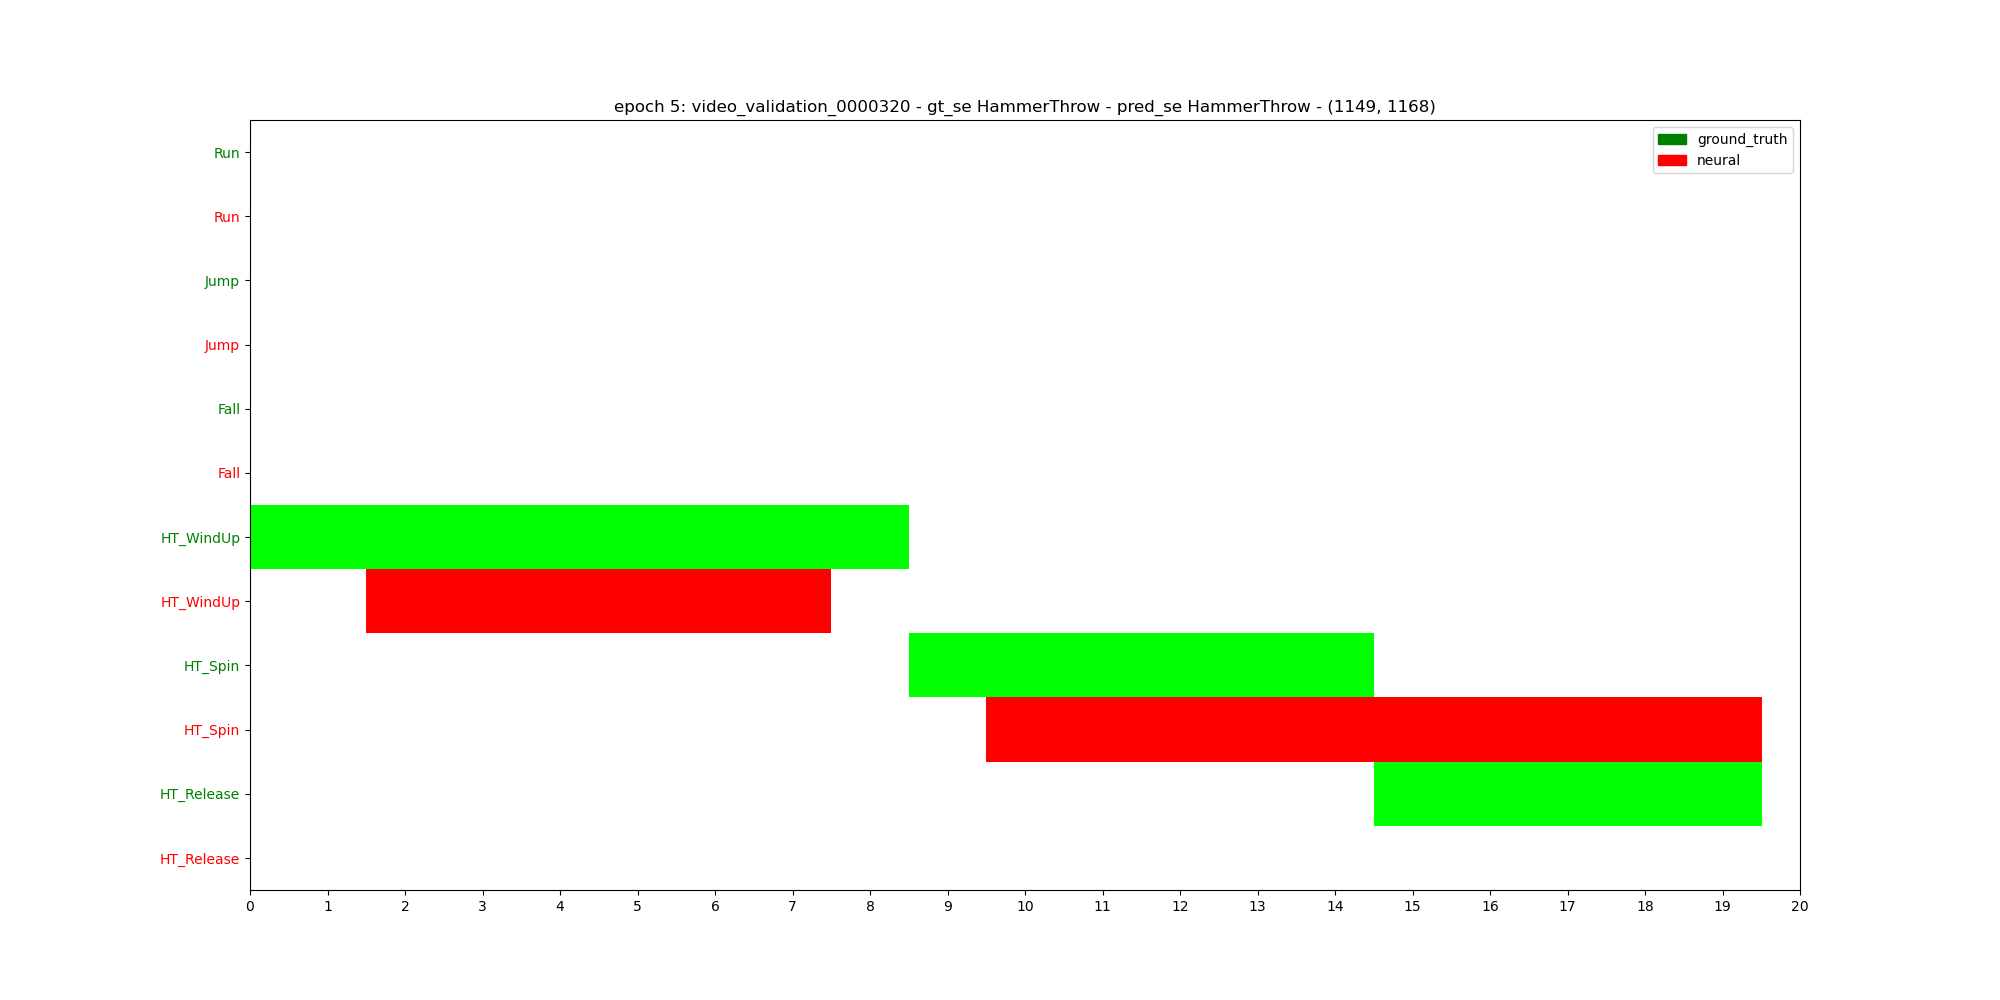 epoch 5: video_validation_0000320 - gt_se HammerThrow - pred_se HammerThrow - (1149, 1168)
ground_truth
neural
Run
Run
Jump
Jump
Fall
Fall
HT_WindUp
HT_WindUp
HT_Spin
HT_Spin
HT_Release
HT_Release
0 1 2 3 4 5 6 7 8 9 10 11 12 13 14 15 16 17 18 19 20